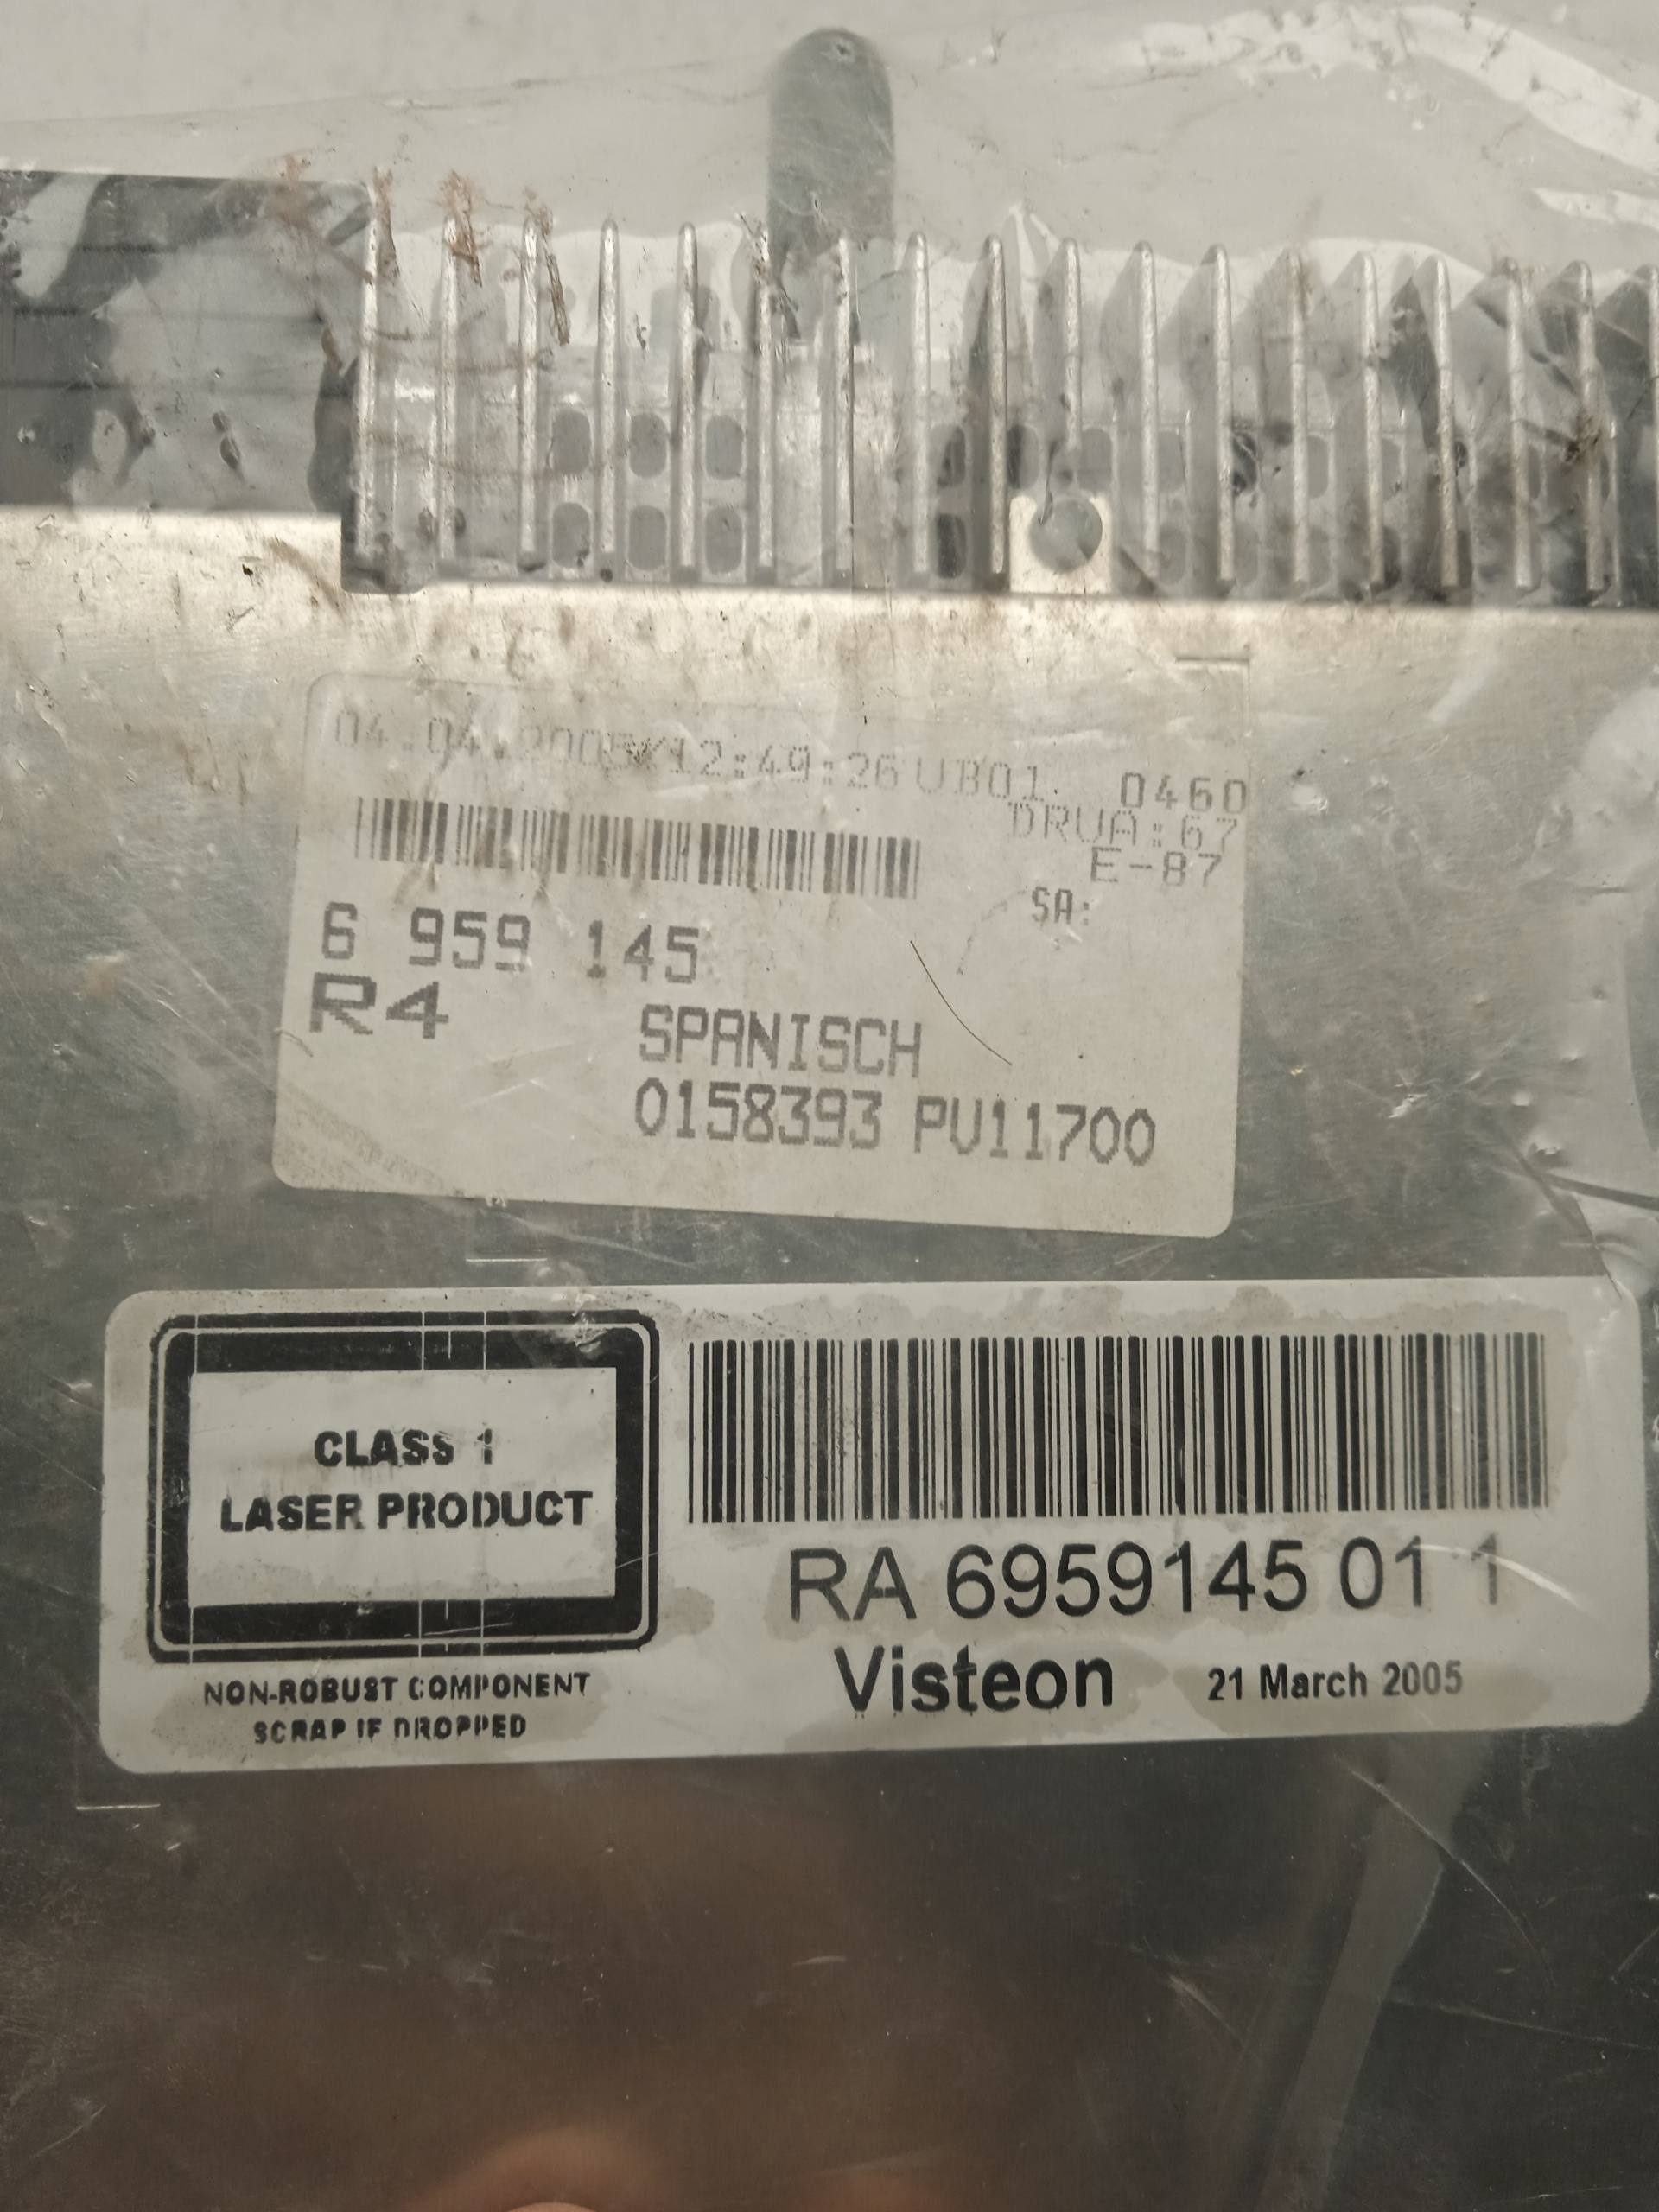 04.04.2005/12:49:26 UB01. 0460
DRUA:67
E-87
SA:
6 959 145
R4
SPANISCH
0158393 PV11700
CLASS 1
LASER PRODUCT
NON-ROBUST COMPONENT
SCRAP IF DROPPED
RA 6959145 01 1
Visteon 21 March 2005